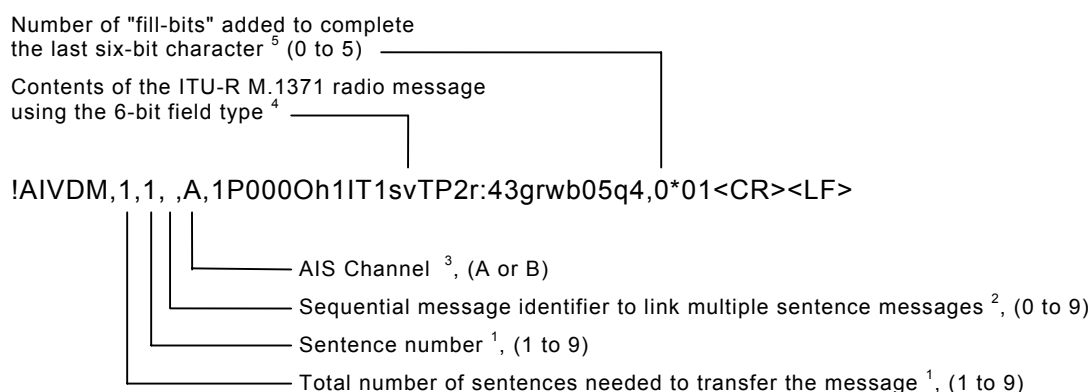 Number of "fill-bits" added to complete
the last six-bit character 5 (0 to 5)
Contents of the ITU-R M.1371 radio message
using the 6-bit field type 4
!AIVDM,1,1, ,A,1P000Oh1IT1svTP2r:43grwb05q4,0*01<CR><LF>
AIS Channel 3, (A or B)
Sequential message identifier to link multiple sentence messages 2, (0 to 9)
Sentence number 1, (1 to 9)
Total number of sentences needed to transfer the message 1, (1 to 9)